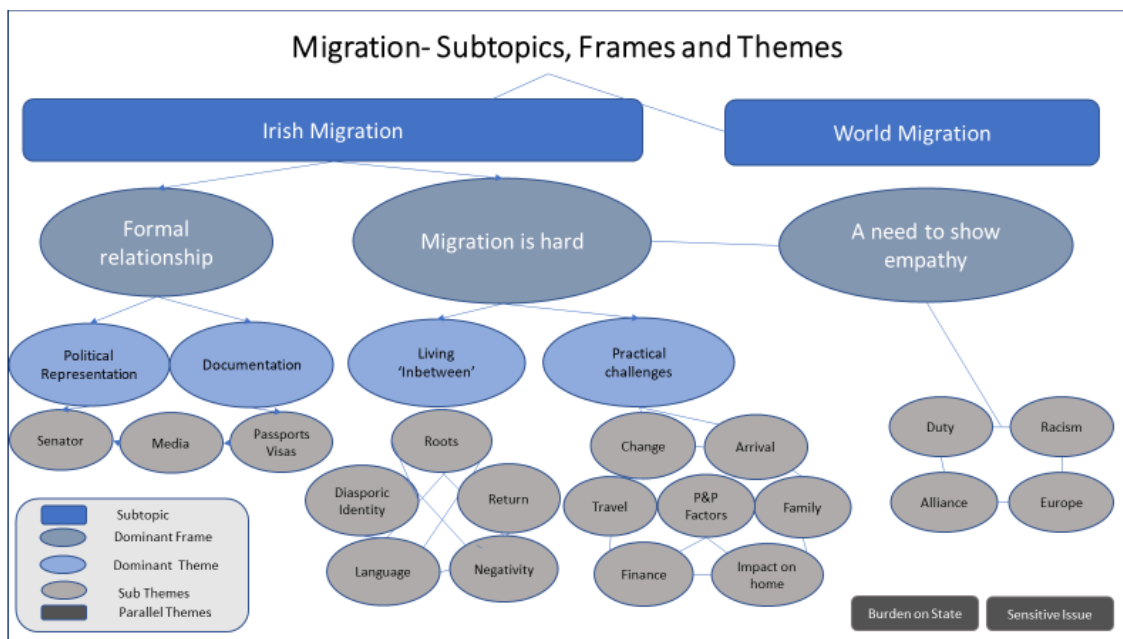 Migration- Subtopics, Frames and Themes
Irish Migration
World Migration
Formal
relationship
Migration is hard
A need to show
empathy
Political
Representation
Documentation
Living
‘Inbetween’
Practical
challenges
Senator
Media
Passports
Visas
Roots
Diasporic
Identity
Return
Language
Negativity
Change
Arrival
Travel
P&P
Factors
Family
Finance
Impact on
home
Duty
Racism
Alliance
Europe
Subtopic
Dominant Frame
Dominant Theme
Sub Themes
Parallel Themes
Burden on State
Sensitive Issue